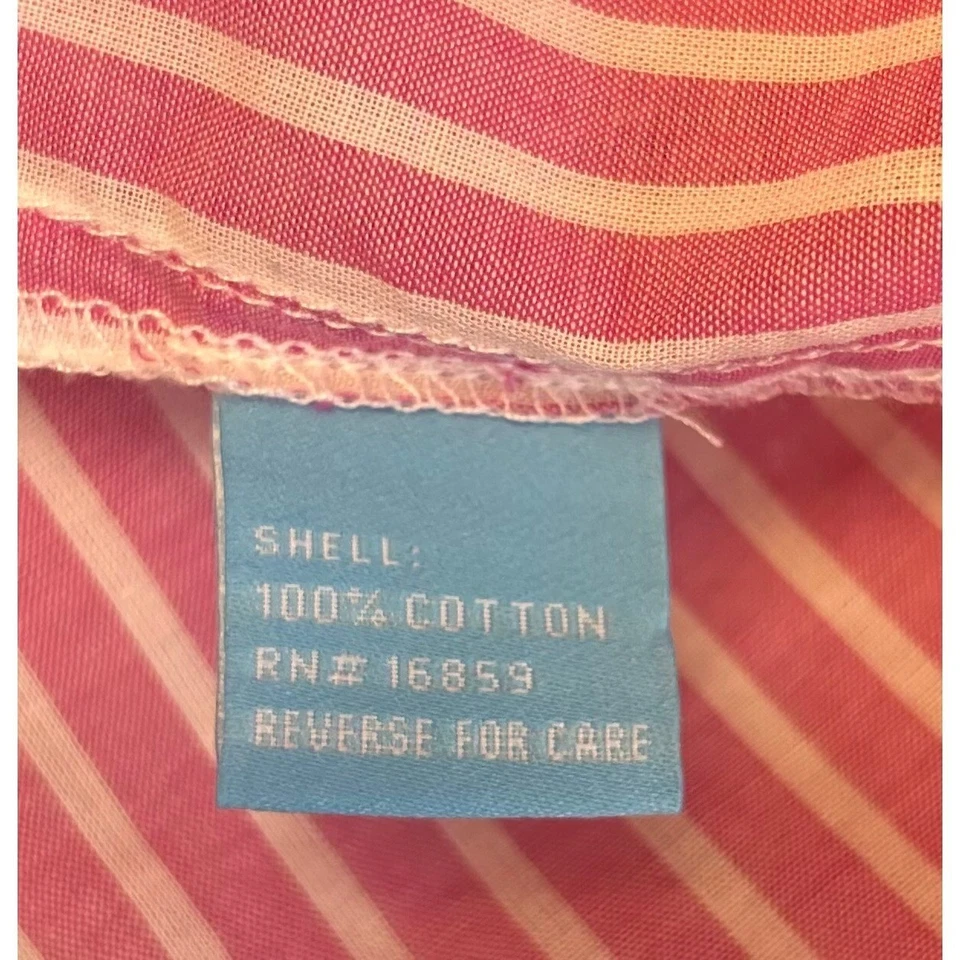 SHELL:
100% COTTON
RN# 16859
REVERSE FOR CARE